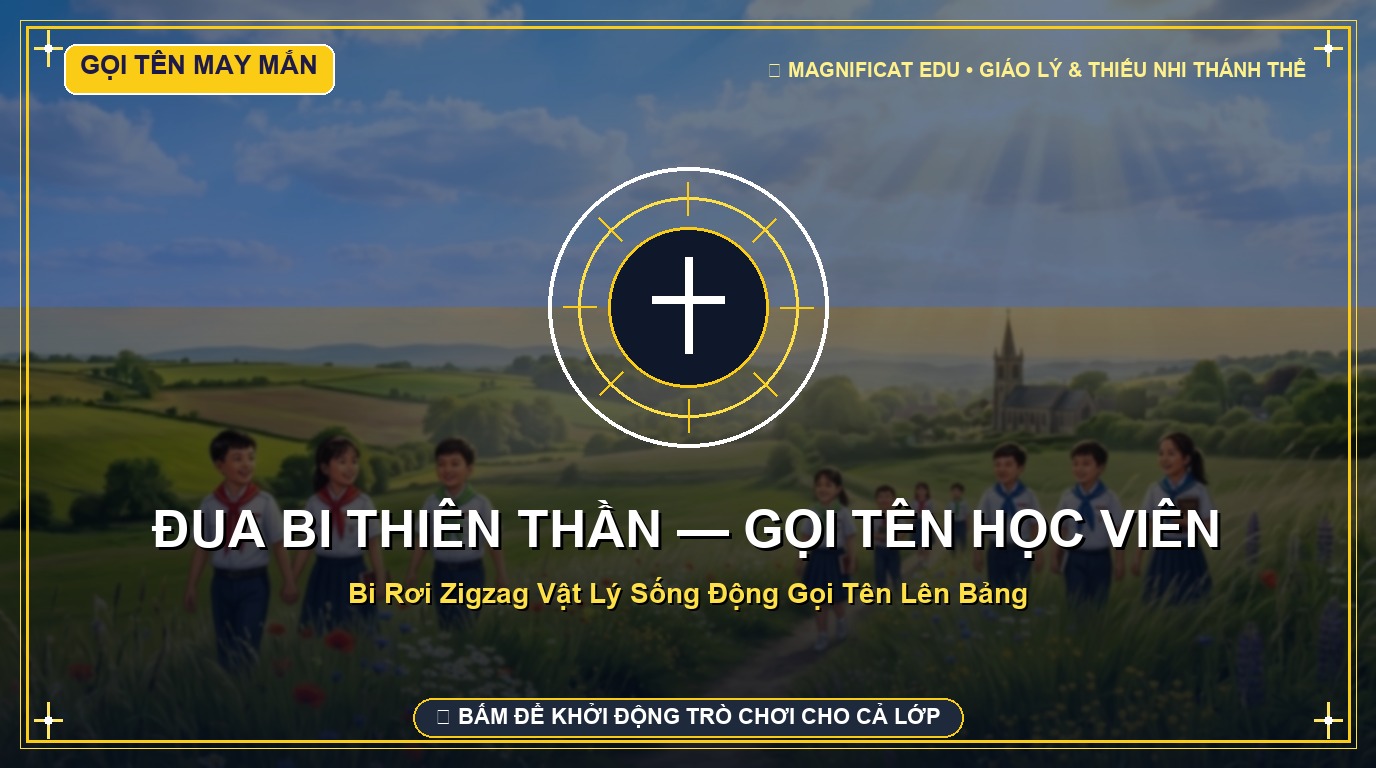 GỌI TÊN MAY MẮN
MAGNIFICAT EDU • GIÁO LÝ & THIẾU NHI THÁNH THỂ
ĐUA BI THIÊN THẦN — GỌI TÊN HỌC VIÊN
Bi Rơi Zigzag Vật Lý Sống Động Gọi Tên Lên Bảng
BẤM ĐỂ KHỞI ĐỘNG TRÒ CHƠI CHO CẢ LỚP